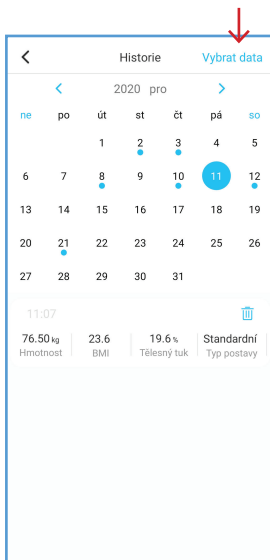 Historie Vybrat data
2020 pro
ne po út st čt pá so
1 2 3 4 5
6 7 8 9 10 11 12
13 14 15 16 17 18 19
20 21 22 23 24 25 26
27 28 29 30 31
11:07
76.50 kg 23.6 19.6 % Standardní
Hmotnost BMI Tělesný tuk Typ postavy